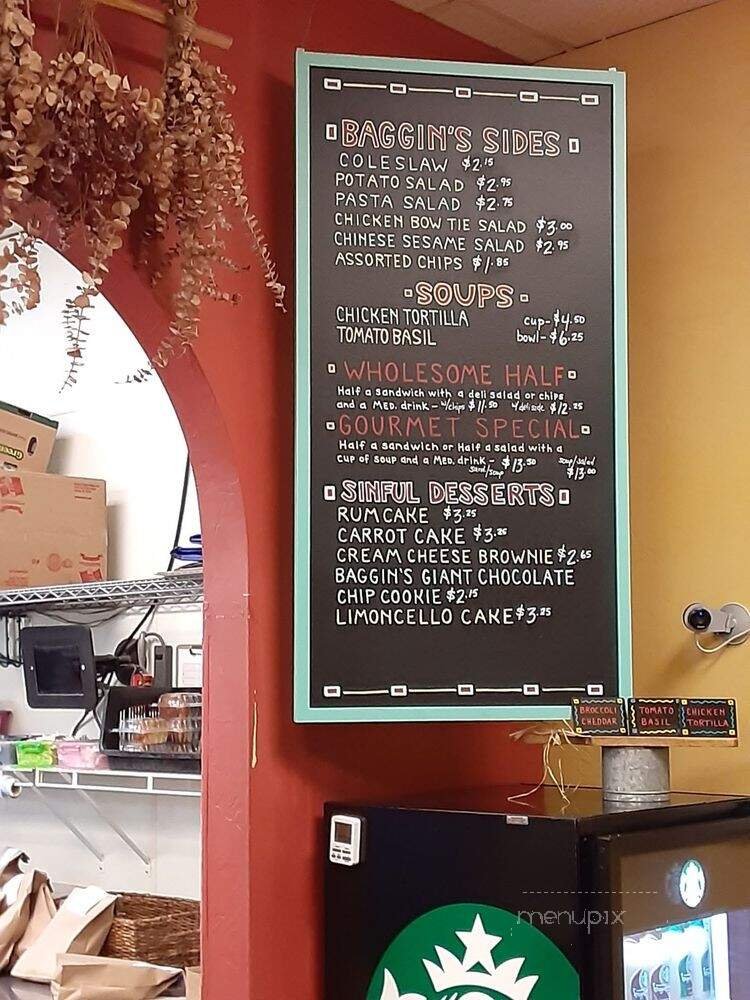 BAGGIN'S SIDES
COLESLAW $2.15
POTATO SALAD $2.95
PASTA SALAD $2.75
CHICKEN BOW TIE SALAD $3.00
CHINESE SESAME SALAD $2.95
ASSORTED CHIPS $1.85
SOUPS
CHICKEN TORTILLA cup-$4.50
TOMATO BASIL bowl-$6.25
WHOLESOME HALF
Half a sandwich with a deli salad or chips
and a MED. drink - w/chips $11.50 w/deli side $12.25
GOURMET SPECIAL
Half a sandwich or Half a salad with a
cup of soup and a MED. drink - sand/soup $13.50 soup/salad $13.00
SINFUL DESSERTS
RUM CAKE $3.25
CARROT CAKE $3.25
CREAM CHEESE BROWNIE $2.65
BAGGIN'S GIANT CHOCOLATE
CHIP COOKIE $2.15
LIMONCELLO CAKE $3.25
BROCCOLI
CHEDDAR
TOMATO
BASIL
CHICKEN
TORTILLA
menupix